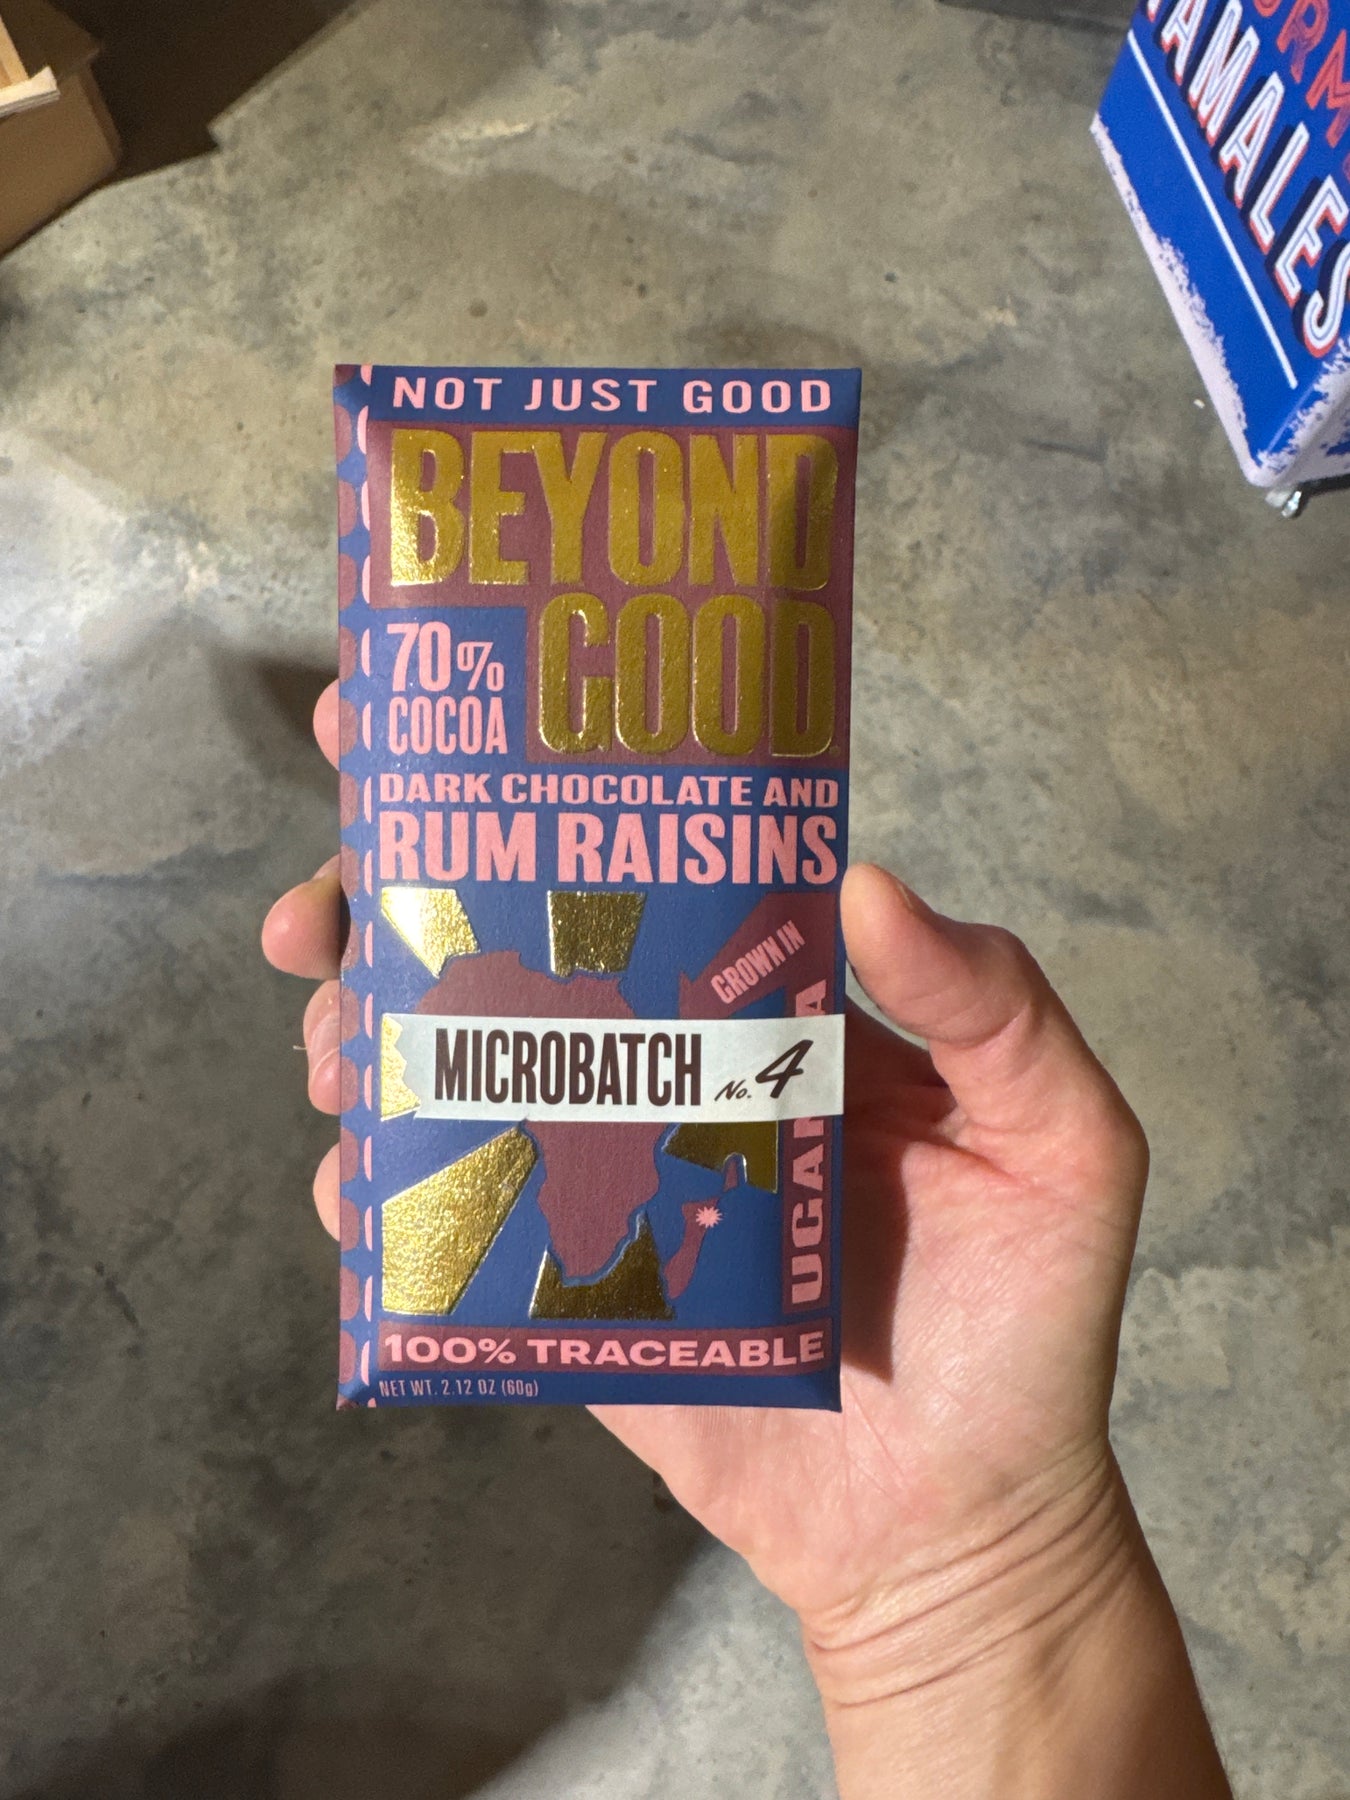 TAMALES
NOT JUST GOOD
BEYOND
GOOD
70%
COCOA
DARK CHOCOLATE AND
RUM RAISINS
GROWN IN
MICROBATCH No. 4
100% TRACEABLE
NET WT. 2.12 OZ (60g)